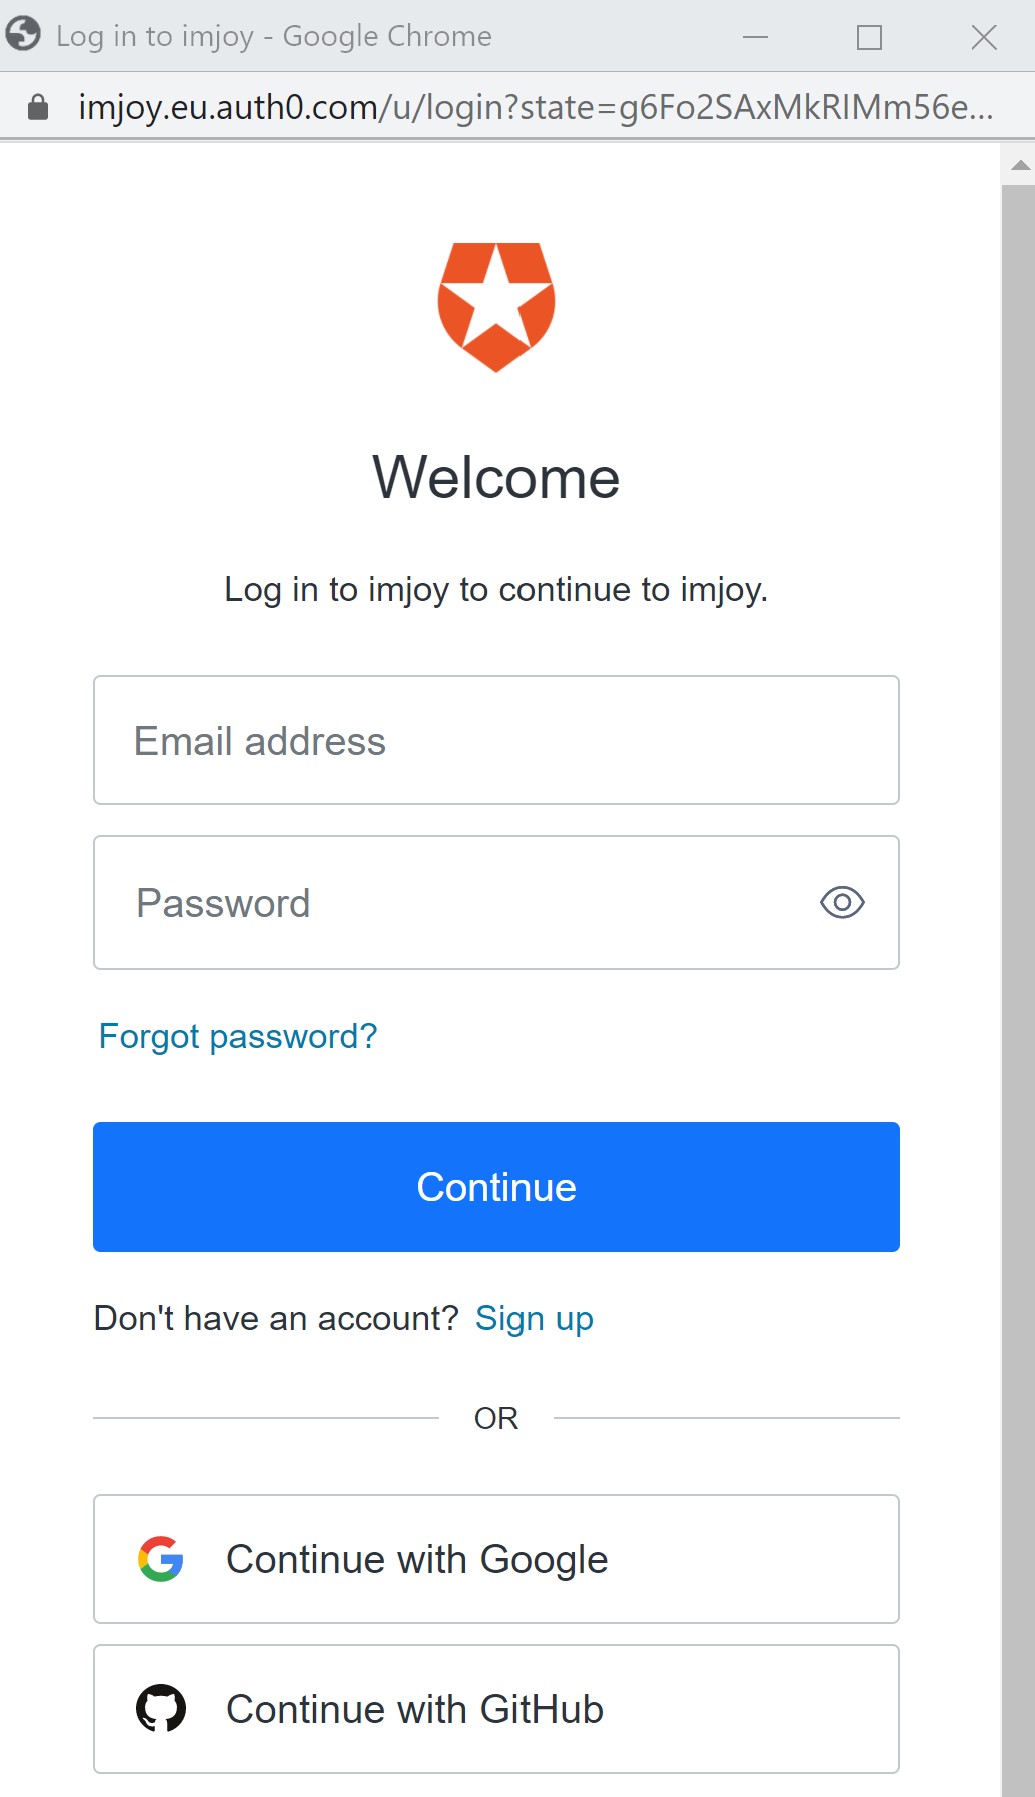 Log in to imjoy - Google Chrome
imjoy.eu.auth0.com/u/login?state=g6Fo2SAxMkRIMm56e...
Welcome
Log in to imjoy to continue to imjoy.
Email address
Password
Forgot password?
Continue
Don't have an account? Sign up
OR
Continue with Google
Continue with GitHub